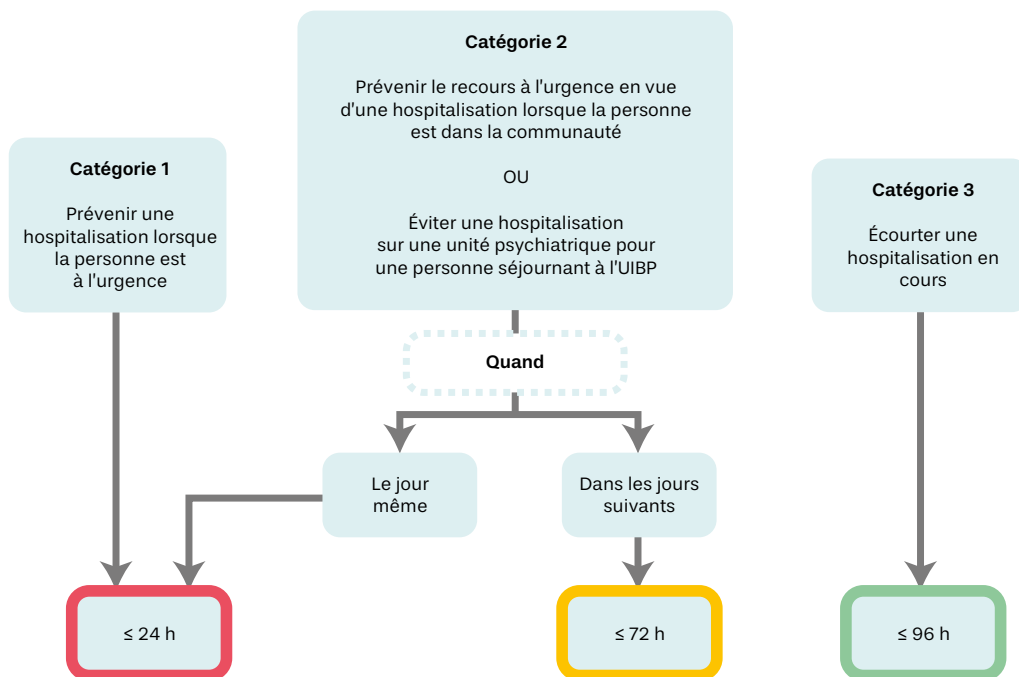 Catégorie 1
Prévenir une
hospitalisation lorsque
la personne est
à l'urgence
Catégorie 2
Prévenir le recours à l'urgence en vue
d'une hospitalisation lorsque la personne
est dans la communauté
OU
Éviter une hospitalisation
sur une unité psychiatrique pour
une personne séjournant à l'UIBP
Catégorie 3
Écourter une
hospitalisation en
cours
Quand
Le jour
même
Dans les jours
suivants
≤ 24 h
≤ 72 h
≤ 96 h